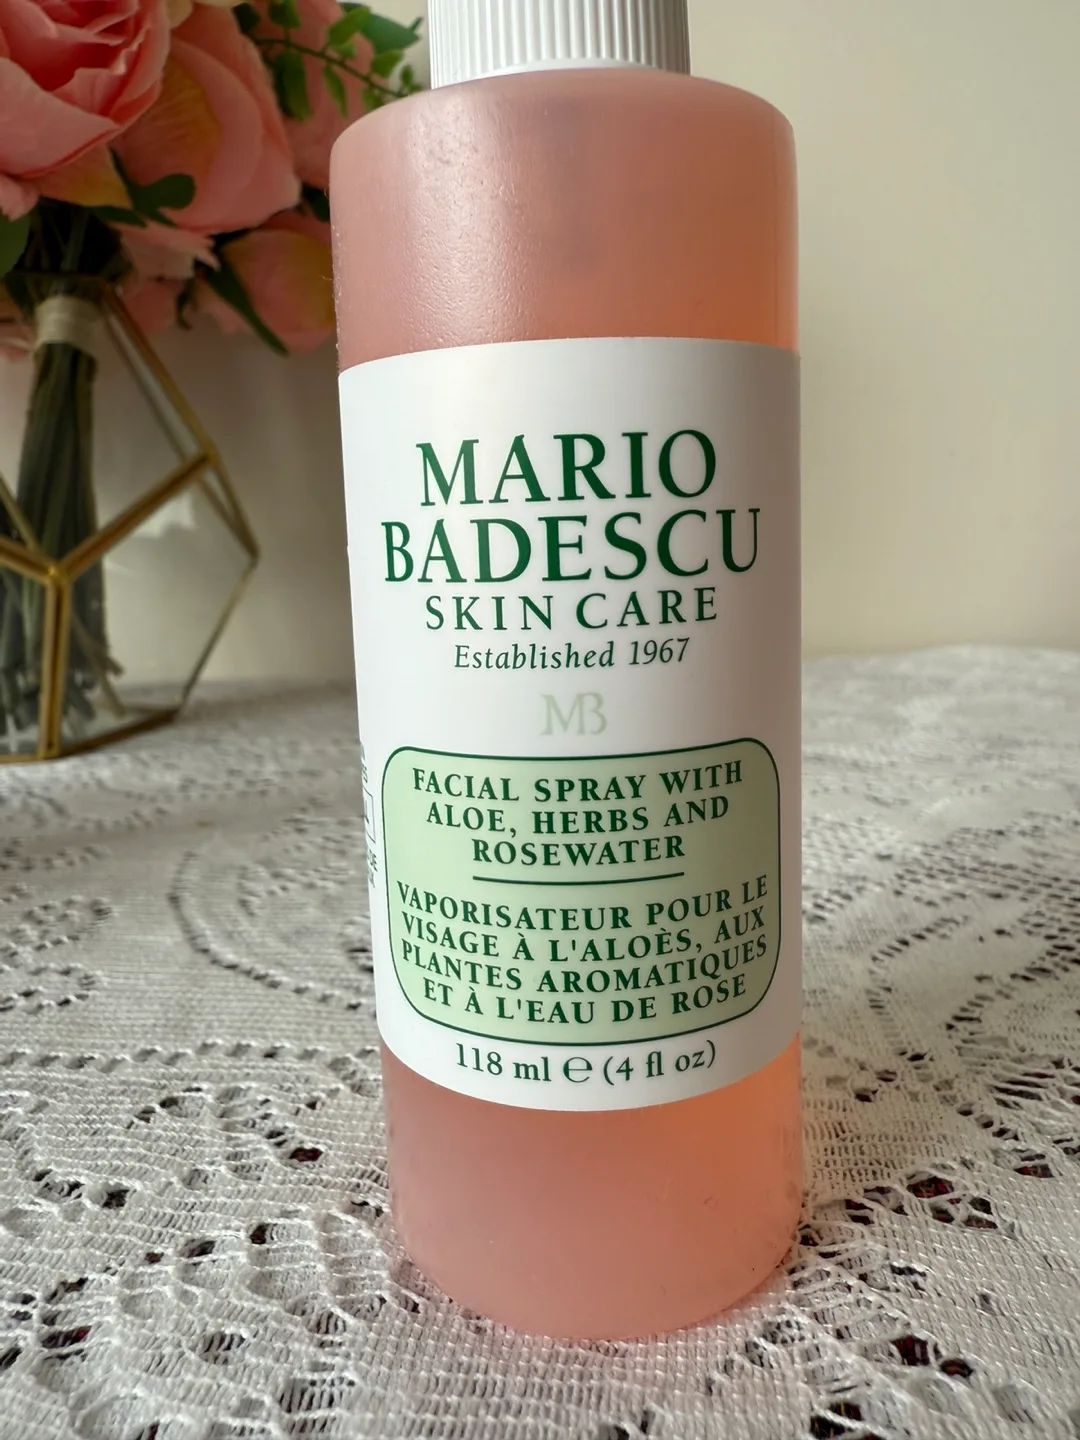 MARIO
BADESCU
SKIN CARE
Established 1967
MB
FACIAL SPRAY WITH
ALOE, HERBS AND
ROSEWATER
VAPORISATEUR POUR LE
VISAGE À L'ALOÈS, AUX
PLANTES AROMATIQUES
ET À L'EAU DE ROSE
118 ml ℮ (4 fl oz)